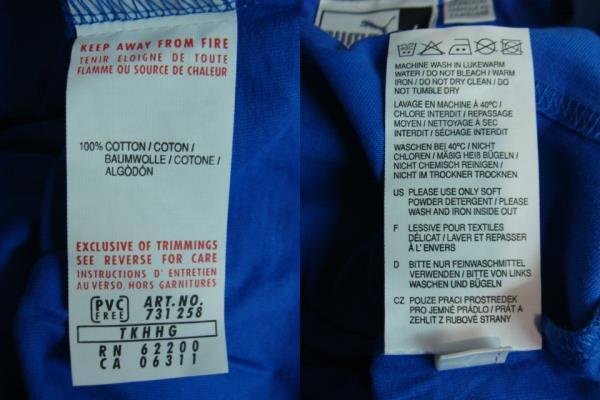 KEEP AWAY FROM FIRE
TENIR ÉLOIGNE DE TOUTE
FLAMME OU SOURCE DE CHALEUR
100% COTTON / COTON /
BAUMWOLLE / COTONE /
ALGÓDÓN
EXCLUSIVE OF TRIMMINGS
SEE REVERSE FOR CARE
INSTRUCTIONS D' ENTRETIEN
AU VERSO, HORS GARNITURES
PVC
FREE
ART.NO.
731 258
TKHHG
RN 62200
CA 06311
PUMA
MACHINE WASH IN LUKEWARM
WATER / DO NOT BLEACH / WARM
IRON / DO NOT DRY CLEAN / DO
NOT TUMBLE DRY
LAVAGE EN MACHINE À 40°C /
CHLORE INTERDIT / REPASSAGE
MOYEN / NETTOYAGE À SEC
INTERDIT / SÉCHAGE INTERDIT
WASCHEN BEI 40°C / NICHT
CHLOREN / MÄßIG HEIß BÜGELN /
NICHT CHEMISCH REINIGEN /
NICHT IM TROCKNER TROCKNEN
US PLEASE USE ONLY SOFT
POWDER DETERGENT / PLEASE
WASH AND IRON INSIDE OUT
F LESSIVE POUR TEXTILES
DÉLICAT / LAVER ET REPASSER
À L'ENVERS
D BITTE NUR FEINWASCHMITTEL
VERWENDEN / BITTE VON LINKS
WASCHEN UND BÜGELN
CZ POUZE PRACI PROSTREDEK
PRO JEMNÉ PRÁDLO / PRÁT A
ZEHLIT Z RUBOVÉ STRANY